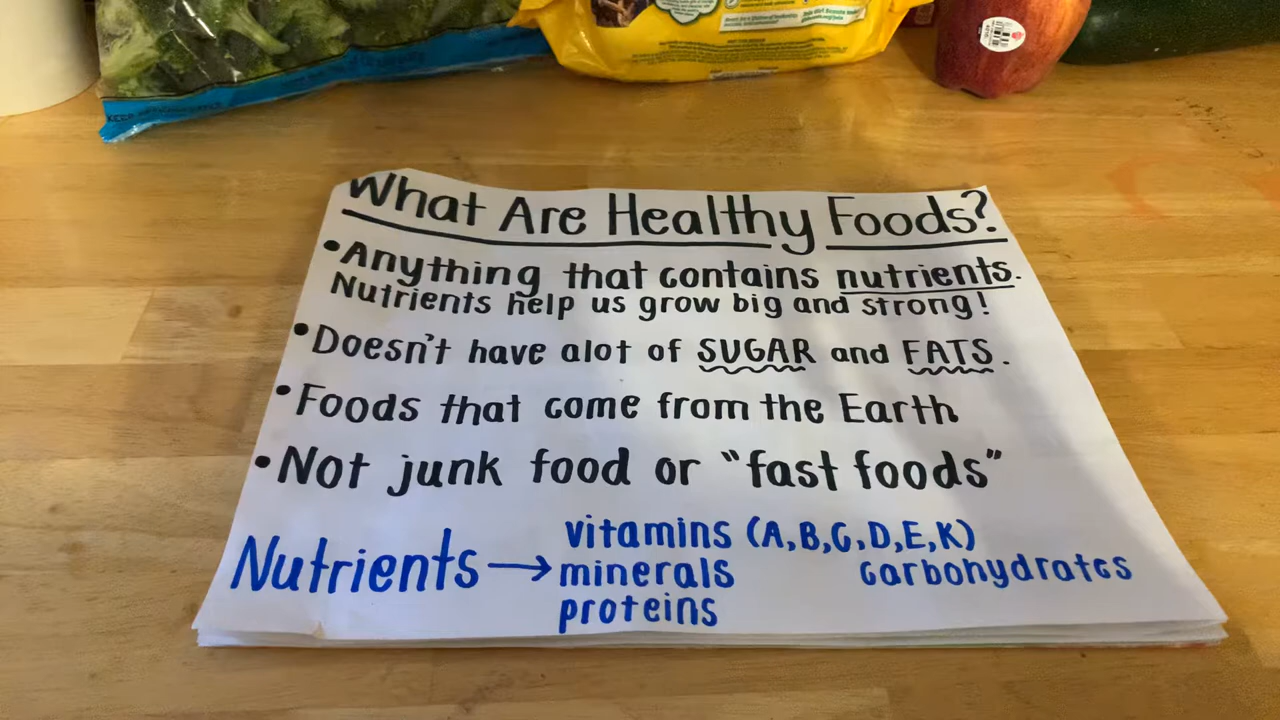 What Are Healthy Foods?
•Anything that contains nutrients.
Nutrients help us grow big and strong!
•Doesn't have alot of SUGAR and FATS.
•Foods that come from the Earth
•Not junk food or "fast foods"
Nutrients → vitamins (A,B,C,D,E,K)
minerals carbohydrates
proteins